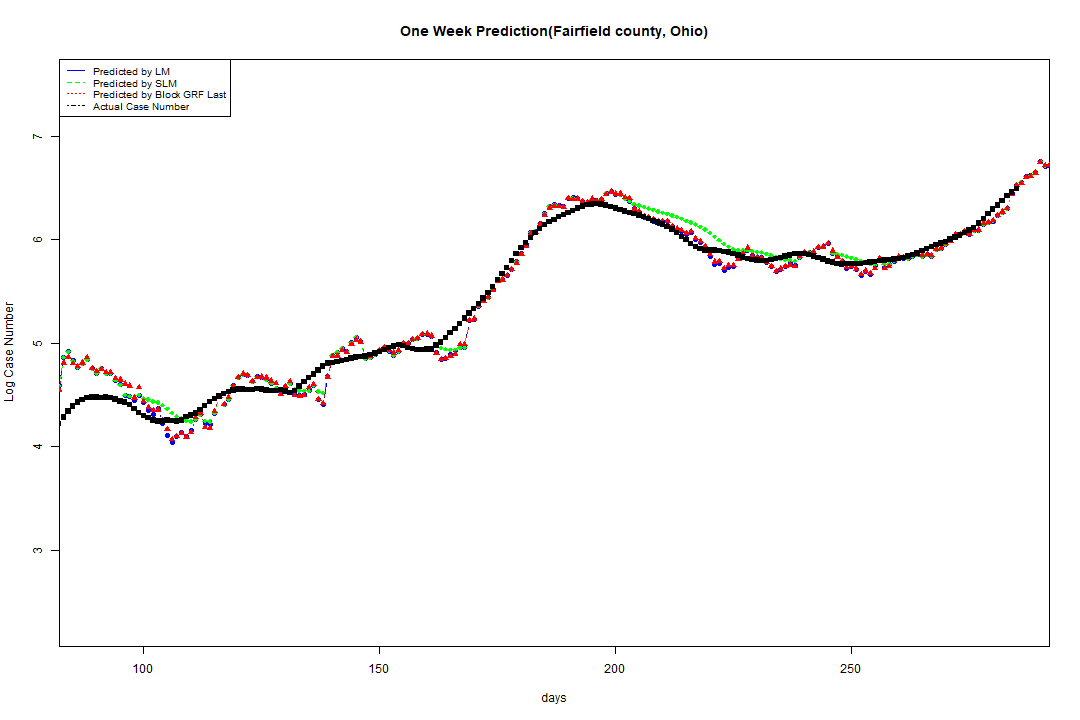 One Week Prediction(Fairfield county, Ohio)
Predicted by LM
Predicted by SLM
Predicted by Block GRF Last
Actual Case Number
7
6
5
4
3
Log Case Number
100 150 200 250
days